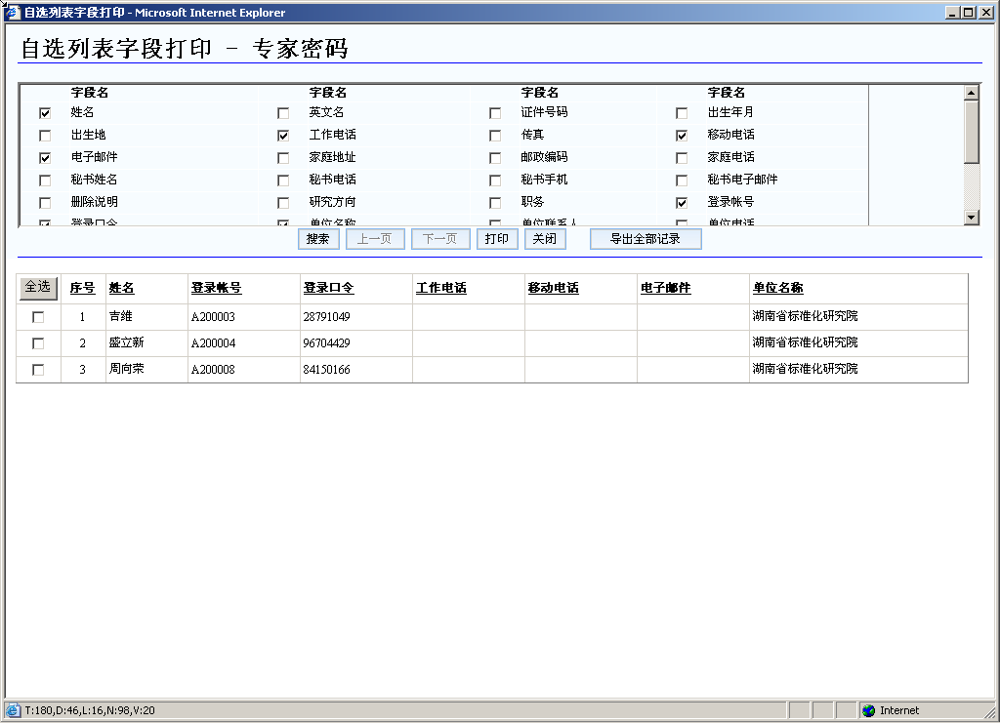 自选列表字段打印 - Microsoft Internet Explorer
自选列表字段打印 - 专家密码
字段名 字段名 字段名 字段名
姓名 英文名 证件号码 出生年月
出生地 工作电话 传真 移动电话
电子邮件 家庭地址 邮政编码 家庭电话
秘书姓名 秘书电话 秘书手机 秘书电子邮件
删除说明 研究方向 职务 登录帐号
登录口令 单位名称 单位联系人 单位电话
搜索 上一页 下一页 打印 关闭 导出全部记录
全选 序号 姓名 登录帐号 登录口令 工作电话 移动电话 电子邮件 单位名称
1 吉维 A200003 28791049 湖南省标准化研究院
2 盛立新 A200004 96704429 湖南省标准化研究院
3 周向荣 A200008 84150166 湖南省标准化研究院
T:180,D:46,L:16,N:98,V:20 Internet